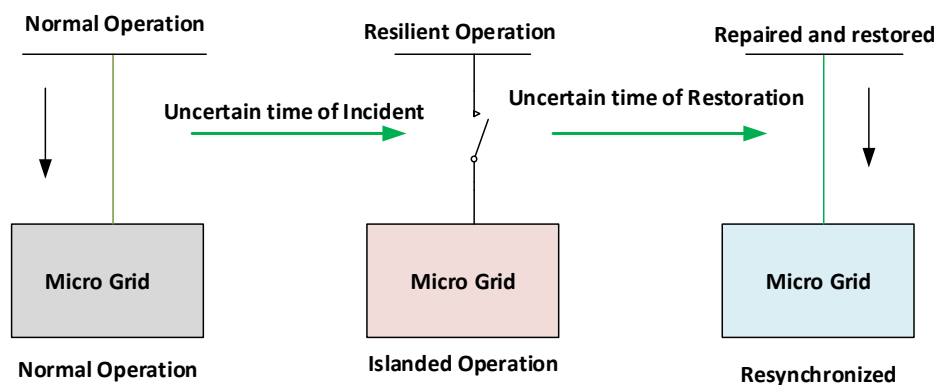 Normal Operation
Resilient Operation
Repaired and restored
Uncertain time of Incident
Uncertain time of Restoration
Micro Grid
Micro Grid
Micro Grid
Normal Operation
Islanded Operation
Resynchronized